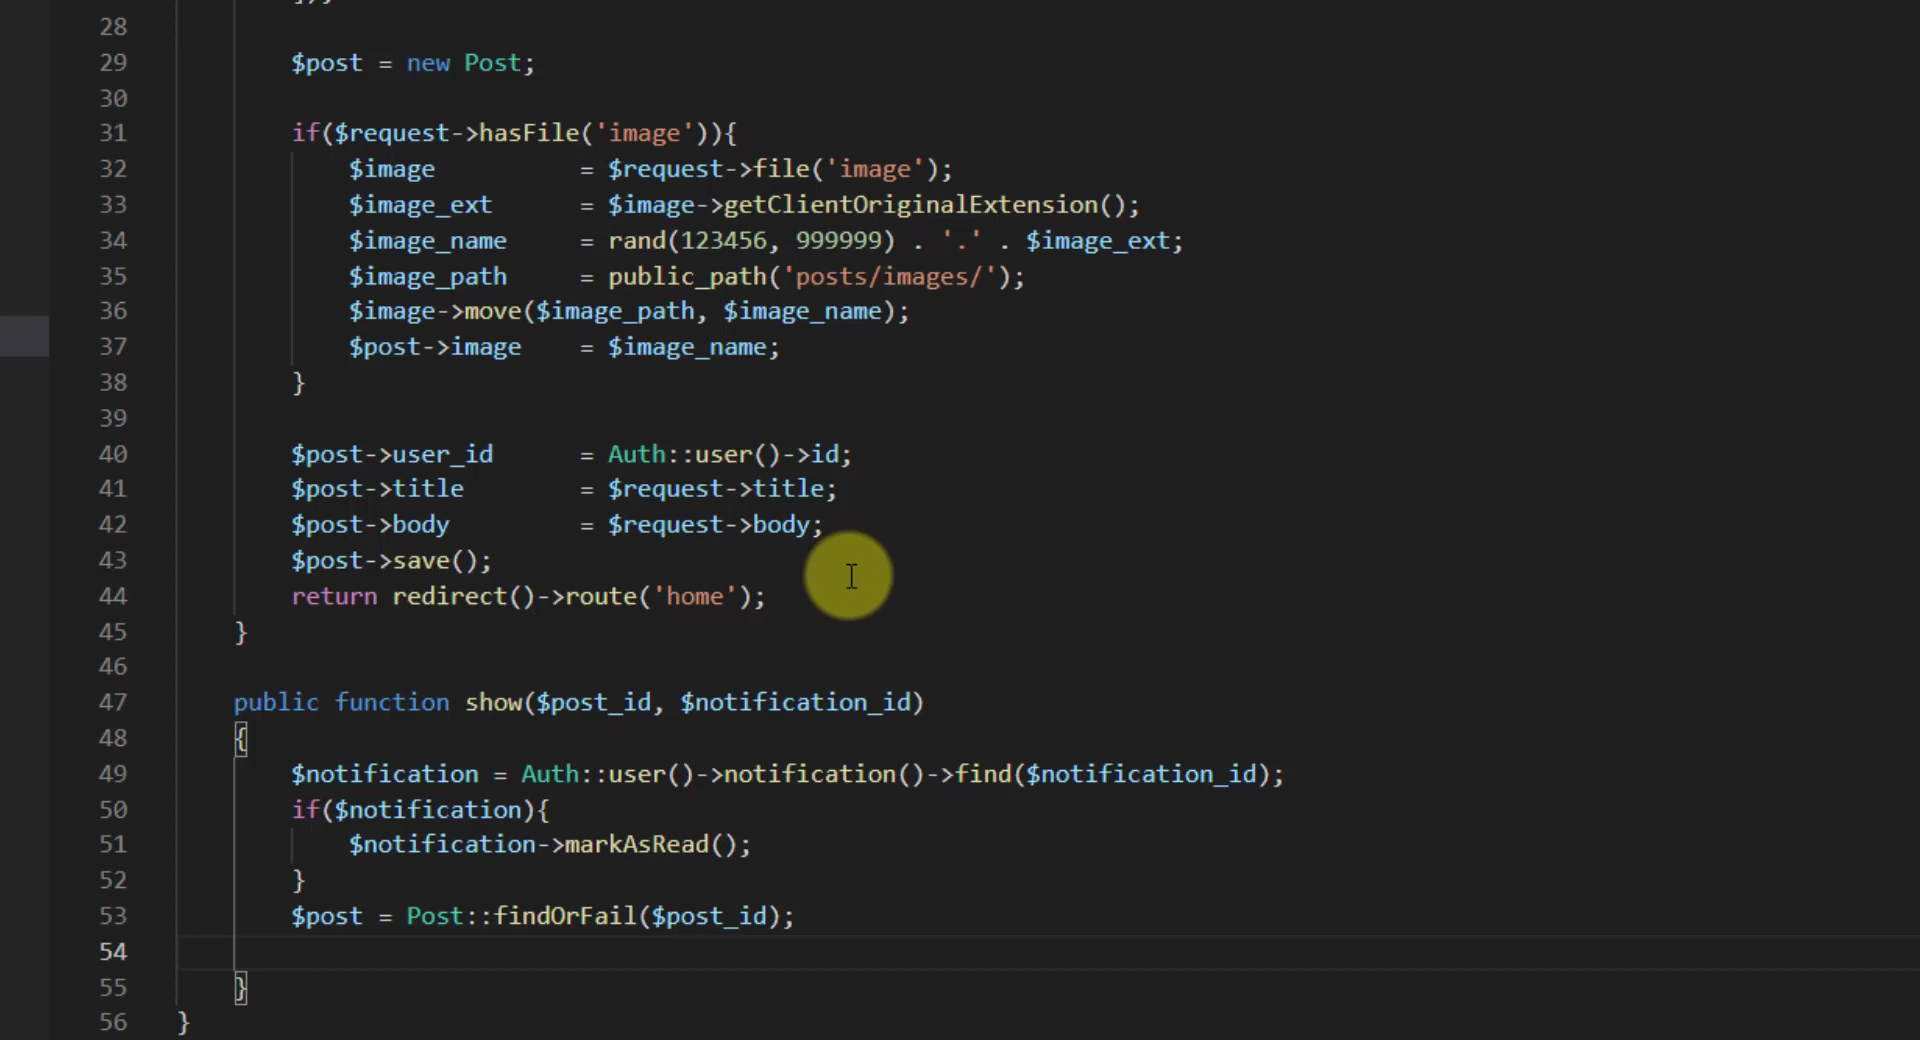 28
29 $post = new Post;
30
31 if($request->hasFile('image')){
32 $image = $request->file('image');
33 $image_ext = $image->getClientOriginalExtension();
34 $image_name = rand(123456, 999999) . '.' . $image_ext;
35 $image_path = public_path('posts/images/');
36 $image->move($image_path, $image_name);
37 $post->image = $image_name;
38 }
39
40 $post->user_id = Auth::user()->id;
41 $post->title = $request->title;
42 $post->body = $request->body;
43 $post->save();
44 return redirect()->route('home');
45 }
46
47 public function show($post_id, $notification_id)
48 {
49 $notification = Auth::user()->notification()->find($notification_id);
50 if($notification){
51 $notification->markAsRead();
52 }
53 $post = Post::findOrFail($post_id);
54
55 }
56 }